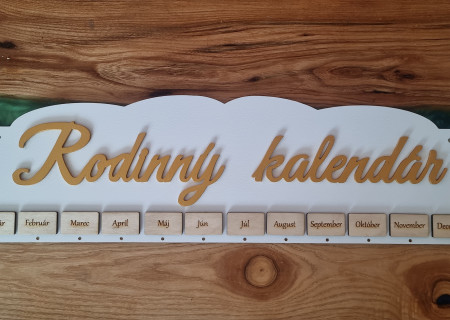 Rodinný kalendár
Február Marec Apríl Máj Jún Júl August September Október November